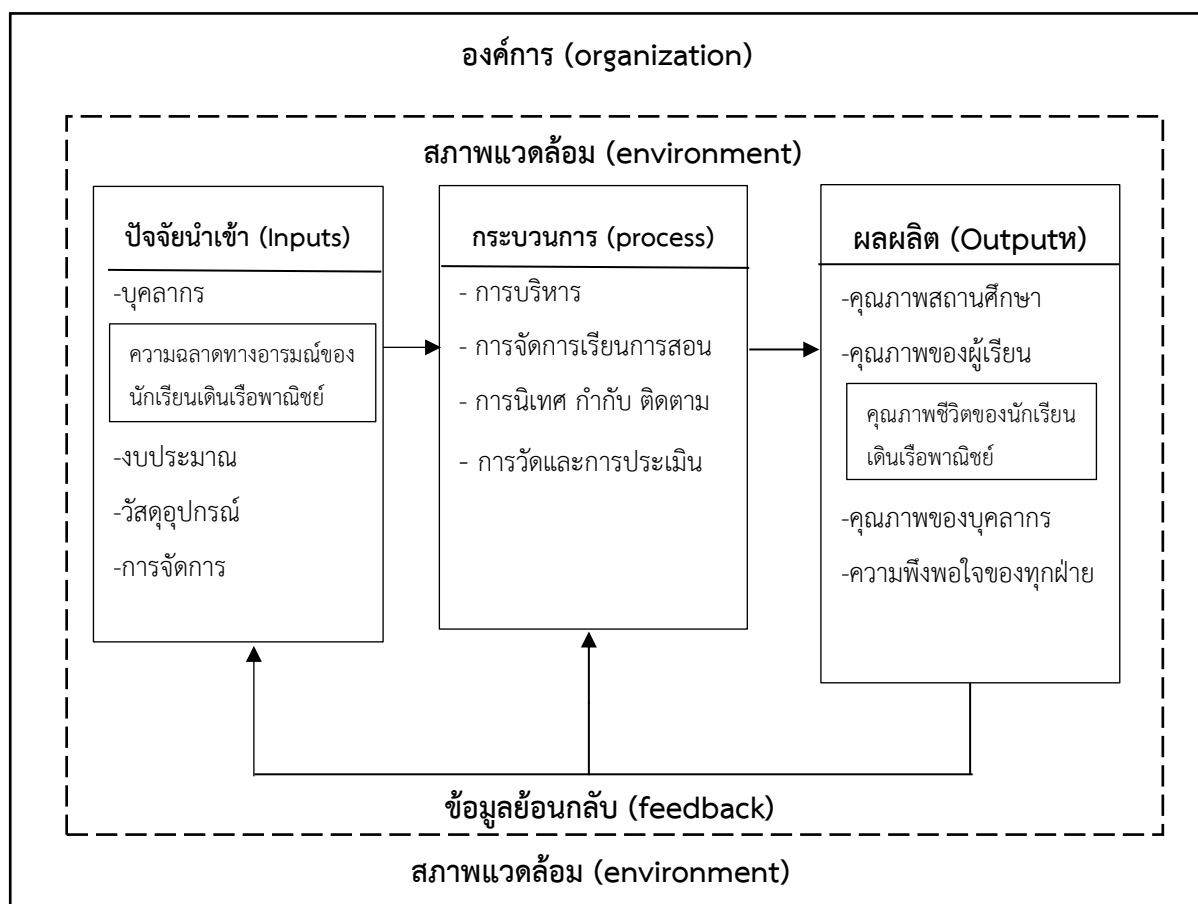 องค์การ (organization)
สภาพแวดล้อม (environment)
ปัจจัยนำเข้า (Inputs)
-บุคลากร
ความฉลาดทางอารมณ์ของ
นักเรียนเดินเรือพาณิชย์
-งบประมาณ
-วัสดุอุปกรณ์
-การจัดการ
กระบวนการ (process)
- การบริหาร
- การจัดการเรียนการสอน
- การนิเทศ กำกับ ติดตาม
- การวัดและการประเมิน
ผลผลิต (Outputห)
-คุณภาพสถานศึกษา
-คุณภาพของผู้เรียน
คุณภาพชีวิตของนักเรียน
เดินเรือพาณิชย์
-คุณภาพของบุคลากร
-ความพึงพอใจของทุกฝ่าย
ข้อมูลย้อนกลับ (feedback)
สภาพแวดล้อม (environment)